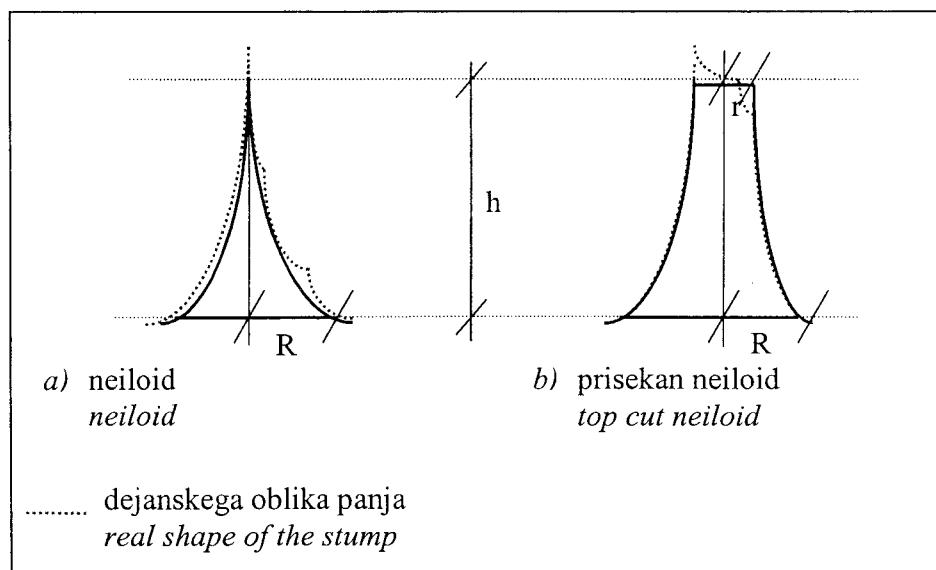 r
h
R
R
a) neiloid
neiloid
b) prisekan neiloid
top cut neiloid
.......... dejanskega oblika panja
real shape of the stump